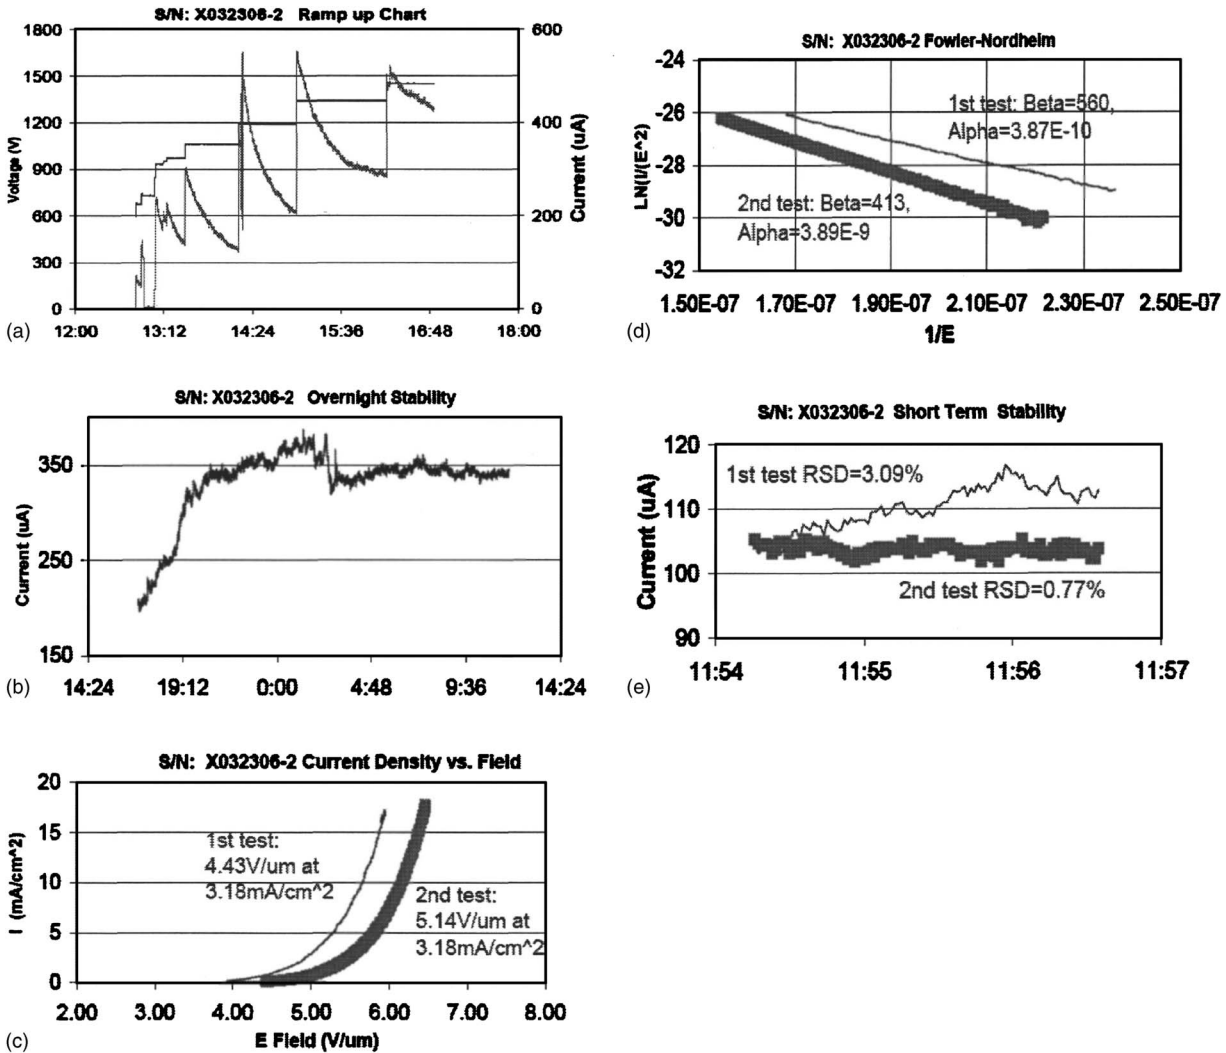 S/N: X032306-2 Ramp up Chart
1800
1500
1200
900
600
300
0
Voltage (V)
600
400
200
0
Current (uA)
12:00 13:12 14:24 15:36 16:48 18:00
(a)
S/N: X032306-2 Overnight Stability
350
250
150
Current (uA)
14:24 19:12 0:00 4:48 9:36 14:24
(b)
S/N: X032306-2 Current Density vs. Field
20
15
10
5
0
I (mA/cm^2)
1st test:
4.43V/um at
3.18mA/cm^2
2nd test:
5.14V/um at
3.18mA/cm^2
2.00 3.00 4.00 5.00 6.00 7.00 8.00
E Field (V/um)
(c)
S/N: X032306-2 Fowler-Nordheim
-24
-26
-28
-30
-32
LN(I/(E^2)
1st test: Beta=560,
Alpha=3.87E-10
2nd test: Beta=413,
Alpha=3.89E-9
1.50E-07 1.70E-07 1.90E-07 2.10E-07 2.30E-07 2.50E-07
1/E
(d)
S/N: X032306-2 Short Term Stability
120
110
100
90
Current (uA)
1st test RSD=3.09%
2nd test RSD=0.77%
11:54 11:55 11:56 11:57
(e)